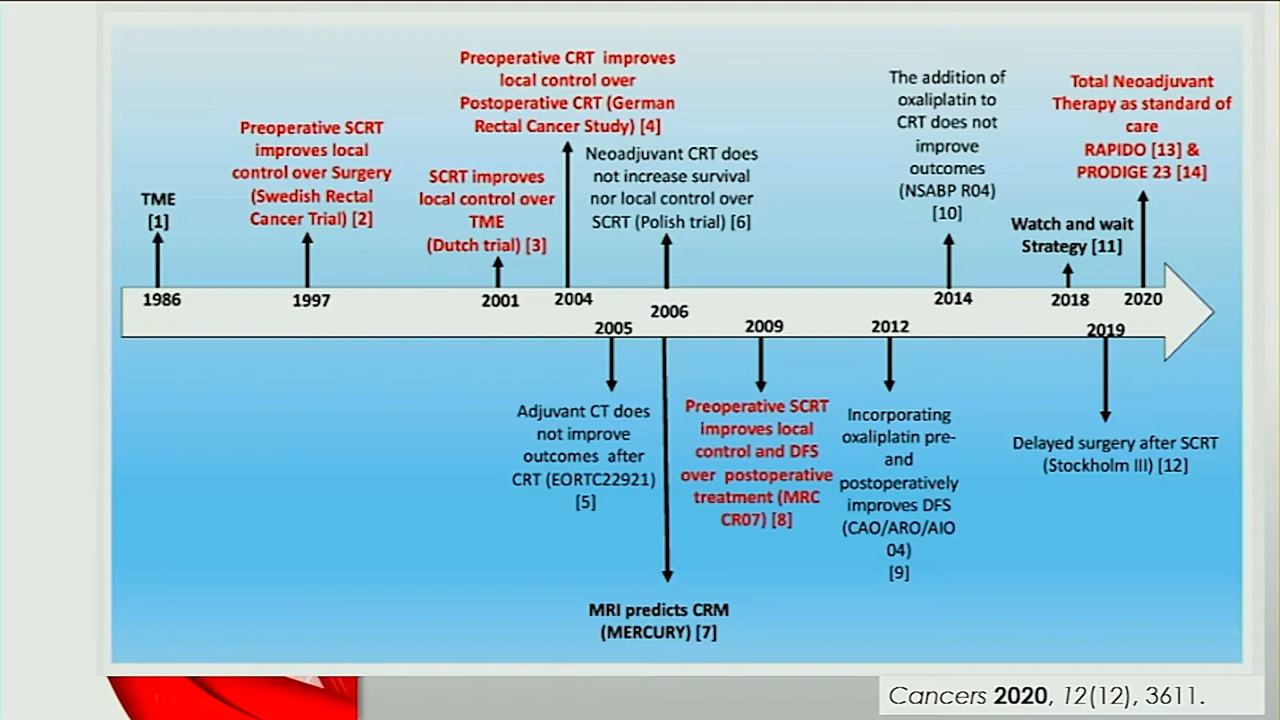 TME
[1]
Preoperative SCRT
improves local
control over Surgery
(Swedish Rectal
Cancer Trial) [2]
SCRT improves
local control over
TME
(Dutch trial) [3]
Preoperative CRT improves
local control over
Postoperative CRT (German
Rectal Cancer Study) [4]
Neoadjuvant CRT does
not increase survival
nor local control over
SCRT (Polish trial) [6]
The addition of
oxaliplatin to
CRT does not
improve
outcomes
(NSABP R04)
[10]
Watch and wait
Strategy [11]
Total Neoadjuvant
Therapy as standard of
care
RAPIDO [13] &
PRODIGE 23 [14]
1986
1997
2001
2004
2005
2006
2009
2012
2014
2018
2019
2020
Adjuvant CT does
not improve
outcomes after
CRT (EORTC22921)
[5]
MRI predicts CRM
(MERCURY) [7]
Preoperative SCRT
improves local
control and DFS
over postoperative
treatment (MRC
CR07) [8]
Incorporating
oxaliplatin pre-
and
postoperatively
improves DFS
(CAO/ARO/AIO
04)
[9]
Delayed surgery after SCRT
(Stockholm III) [12]
Cancers 2020, 12(12), 3611.